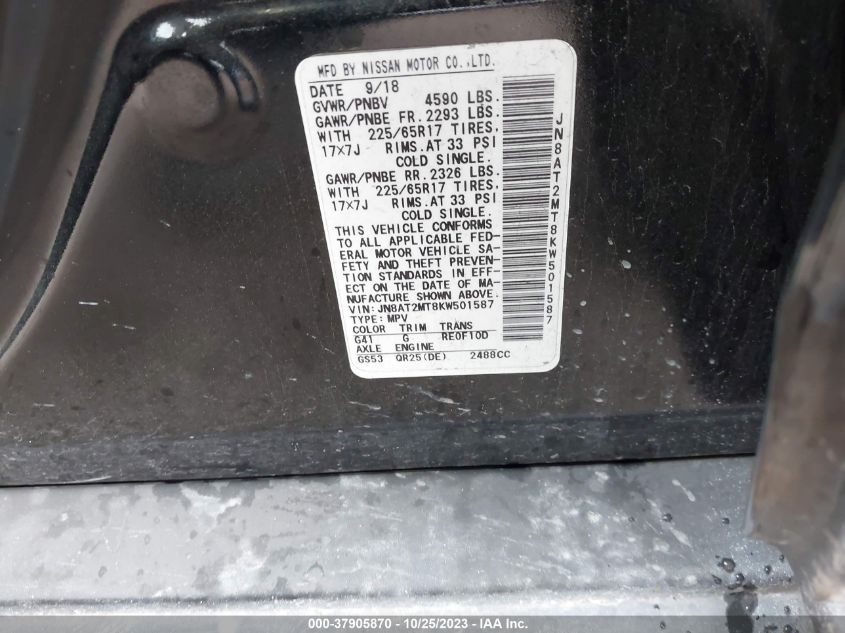 MFD BY NISSAN MOTOR CO.,LTD.
DATE 9/18
GVWR/PNBV 4590 LBS.
GAWR/PNBE FR. 2293 LBS.
WITH 225/65R17 TIRES,
17X7J RIMS.AT 33 PSI
COLD SINGLE.
GAWR/PNBE RR. 2326 LBS.
WITH 225/65R17 TIRES,
17X7J RIMS.AT 33 PSI
COLD SINGLE.
THIS VEHICLE CONFORMS
TO ALL APPLICABLE FED-
ERAL MOTOR VEHICLE SA-
FETY AND THEFT PREVEN-
TION STANDARDS IN EFF-
ECT ON THE DATE OF MA-
NUFACTURE SHOWN ABOVE.
VIN: JN8AT2MT8KW501587
TYPE: MPV
COLOR TRIM TRANS
G41 G RE0F10D
AXLE ENGINE
GS53 QR25(DE) 2488CC
JN8AT2MT8KW501587
000-37905870 - 10/25/2023 - IAA Inc.